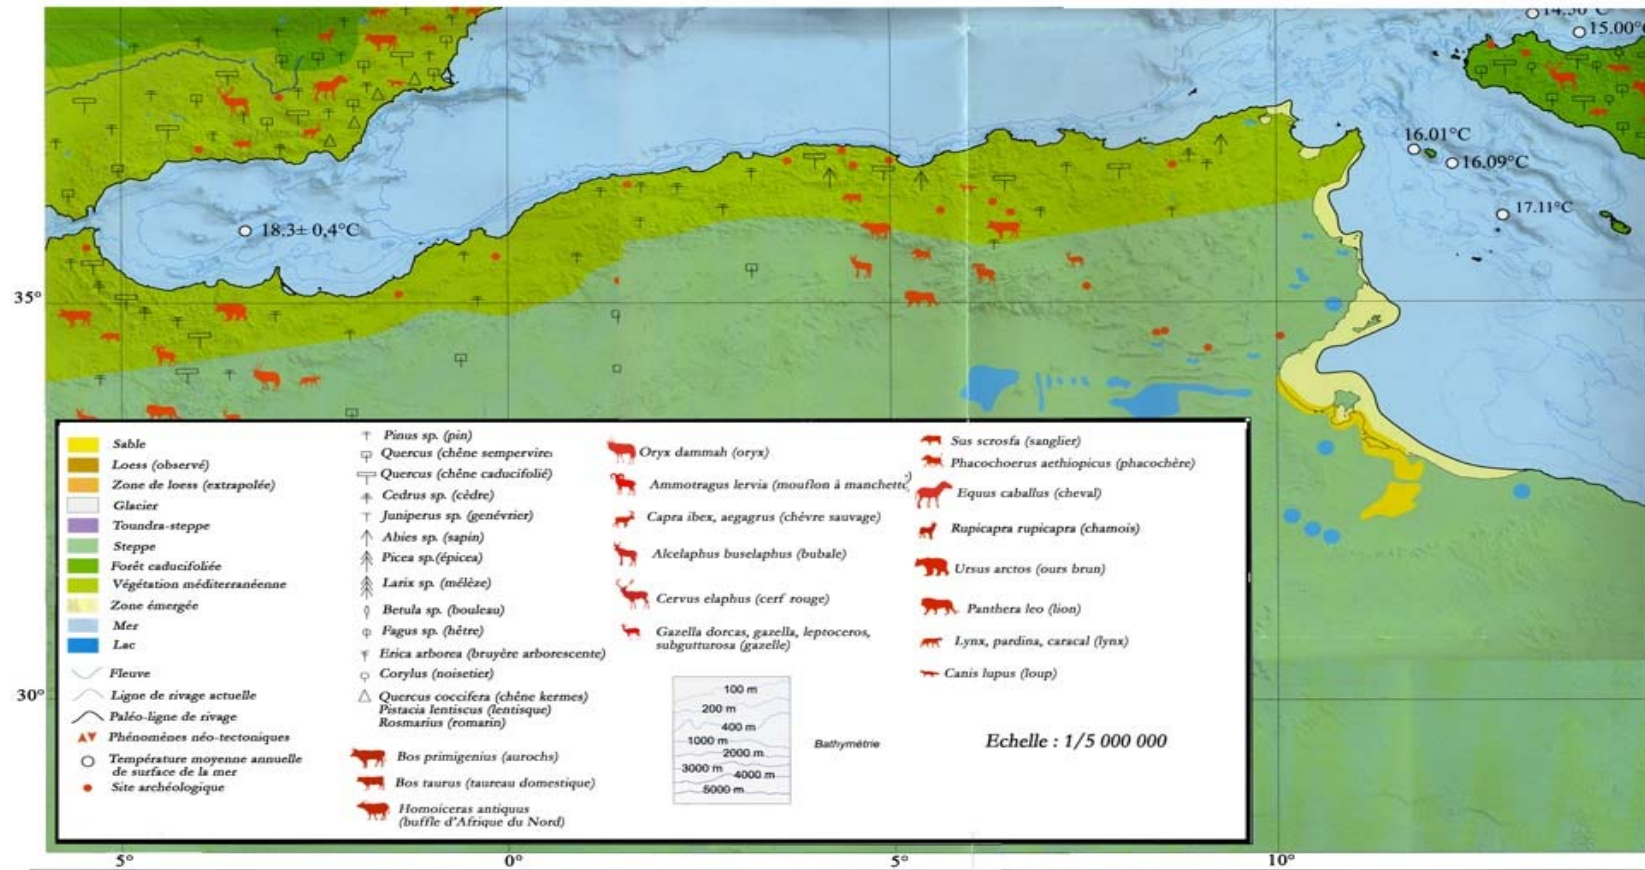 14.50°C
15.00°C
16.01°C
16.09°C
17.11°C
18.3± 0,4°C
35°
30°
Sable
Loess (observé)
Zone de loess (extrapolée)
Glacier
Toundra-steppe
Steppe
Forêt caducifoliée
Végétation méditerranéenne
Zone émergée
Mer
Lac
Fleuve
Ligne de rivage actuelle
Paléo-ligne de rivage
Phénomènes néo-tectoniques
Température moyenne annuelle
de surface de la mer
Site archéologique
Pinus sp. (pin)
Quercus (chêne sempervire
Quercus (chêne caducifolié)
Cedrus sp. (cèdre)
Juniperus sp. (genévrier)
Abies sp. (sapin)
Picea sp.(épicea)
Larix sp. (mélèze)
Betula sp. (bouleau)
Fagus sp. (hêtre)
Erica arborea (bruyère arborescente)
Corylus (noisetier)
Quercus coccifera (chêne kermes)
Pistacia lentiscus (lentisque)
Rosmarius (romarin)
Bos primigenius (aurochs)
Bos taurus (taureau domestique)
Homoïceras antiquus
(buffle d'Afrique du Nord)
Oryx dammah (oryx)
Ammotragus lervia (mouflon à manchette)
Capra ibex, aegagrus (chèvre sauvage)
Alcelaphus buselaphus (bubale)
Cervus elaphus (cerf rouge)
Gazella dorcas, gazella, leptoceros,
subgutturosa (gazelle)
100 m
200 m
400 m
1000 m
2000 m
3000 m
4000 m
5000 m
Bathymétrie
Sus scrosfa (sanglier)
Phacochoerus aethiopicus (phacochère)
Equus caballus (cheval)
Rupicapra rupicapra (chamois)
Ursus arctos (ours brun)
Panthera leo (lion)
Lynx, pardina, caracal (lynx)
Canis lupus (loup)
Echelle : 1/5 000 000
5°
0°
5°
10°